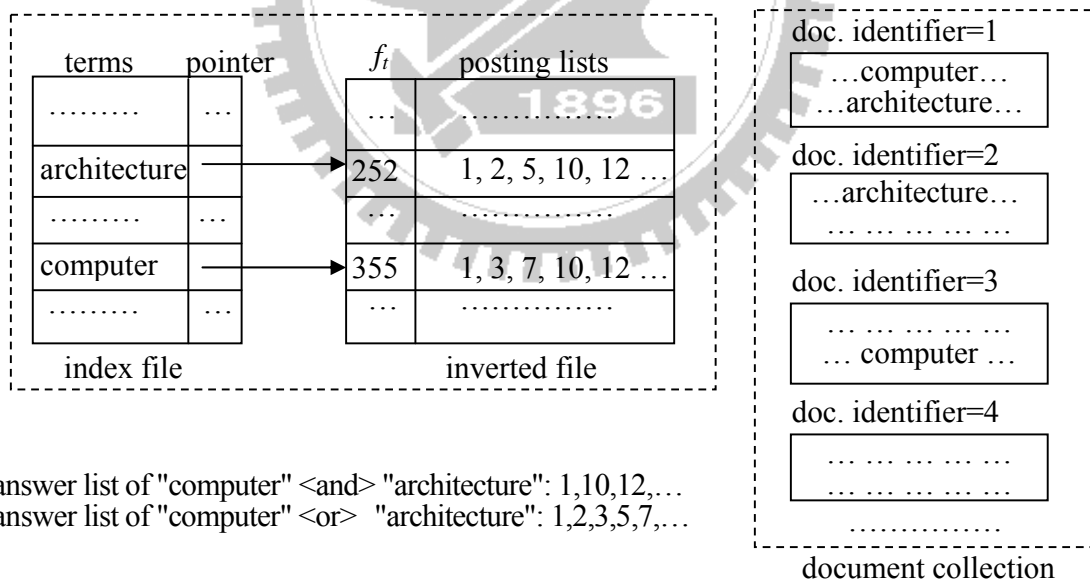 terms pointer
……… …
architecture
……… …
computer
……… …
index file
fₜ posting lists
… ……………
252 1, 2, 5, 10, 12 …
… ……………
355 1, 3, 7, 10, 12 …
… ……………
inverted file
1896
doc. identifier=1
…computer…
…architecture…
doc. identifier=2
…architecture…
… … … … …
doc. identifier=3
… … … … …
… computer …
doc. identifier=4
… … … … …
… … … … …
……………
document collection
answer list of "computer" <and> "architecture": 1,10,12,…
answer list of "computer" <or> "architecture": 1,2,3,5,7,…